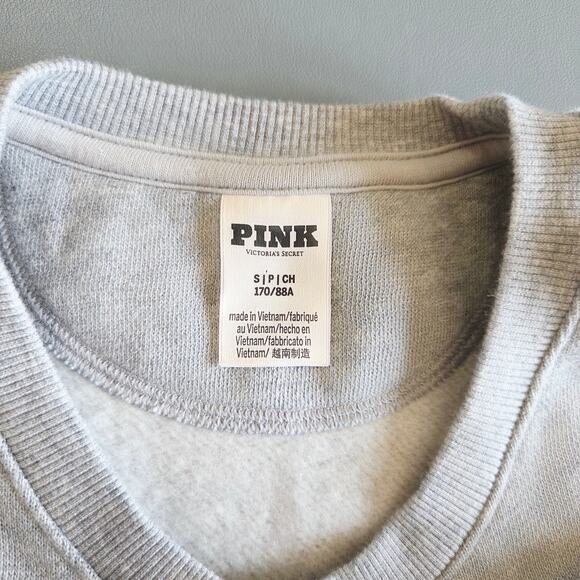 PINK
VICTORIA'S SECRET
S | P | CH
170/88A
made in Vietnam/fabriqué
au Vietnam/hecho en
Vietnam/fabbricato in
Vietnam/ 越南制造